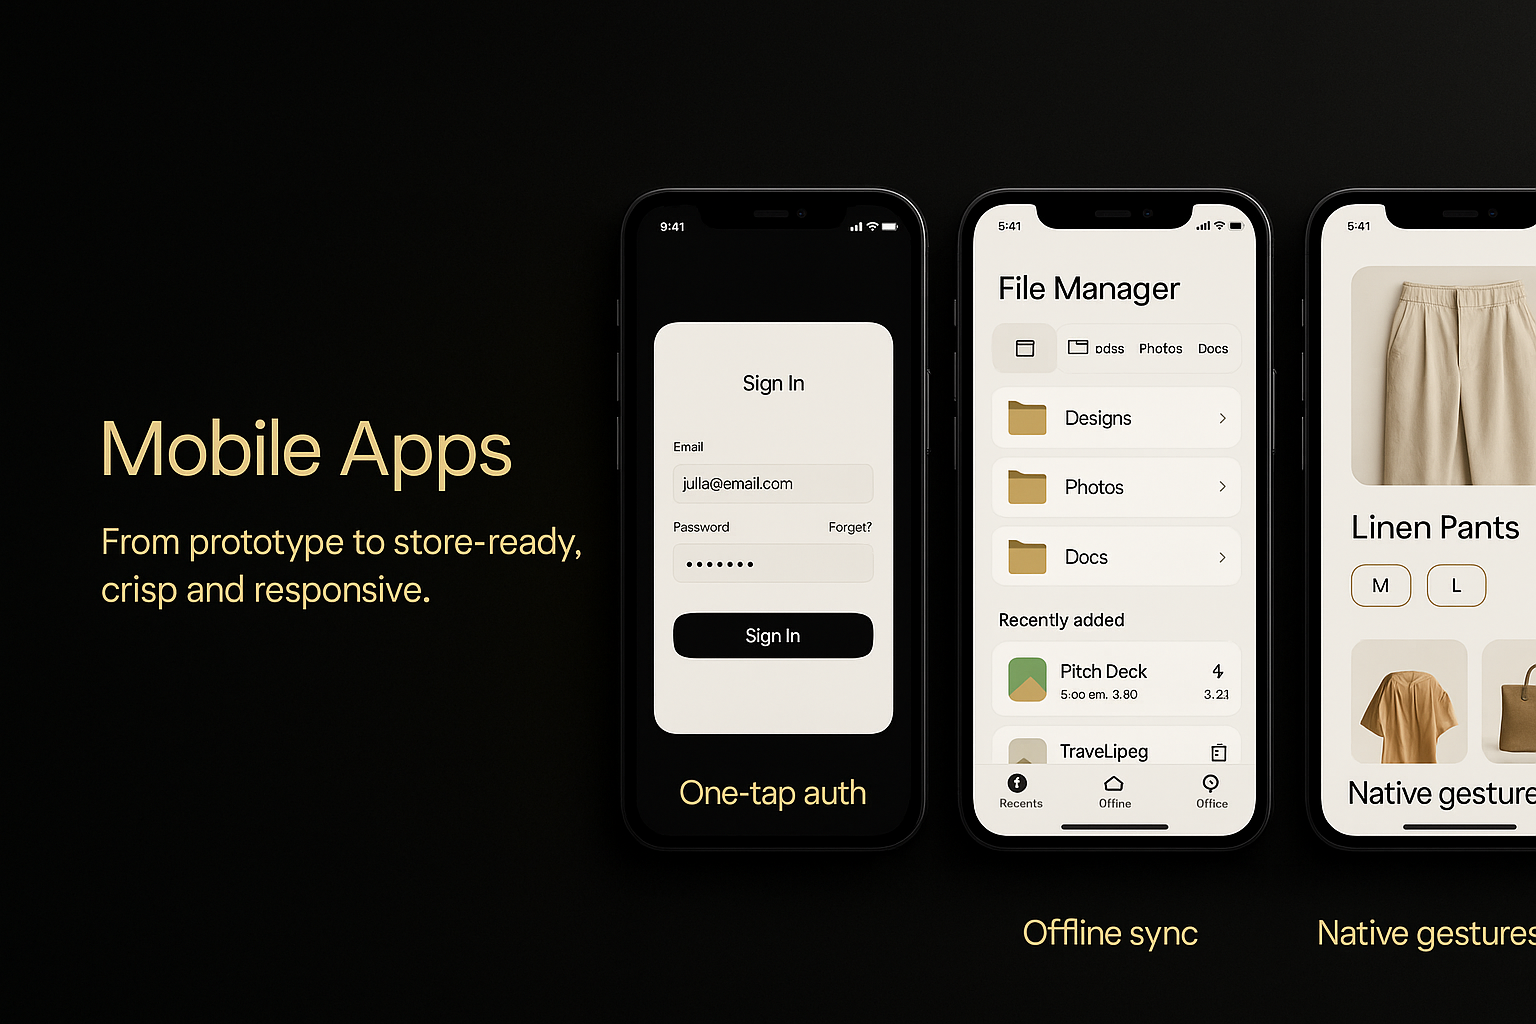 Mobile Apps
From prototype to store-ready,
crisp and responsive.
9:41
Sign In
Email
julla@email.com
Password Forget?
Sign In
One-tap auth
5:41
File Manager
pdss Photos Docs
Designs
Photos
Docs
Recently added
Pitch Deck 4
5:00 em. 3.80 3.21
TraveLipeg
Recents Offine Office
Offline sync
5:41
Linen Pants
M L
Native gesture
Native gestures